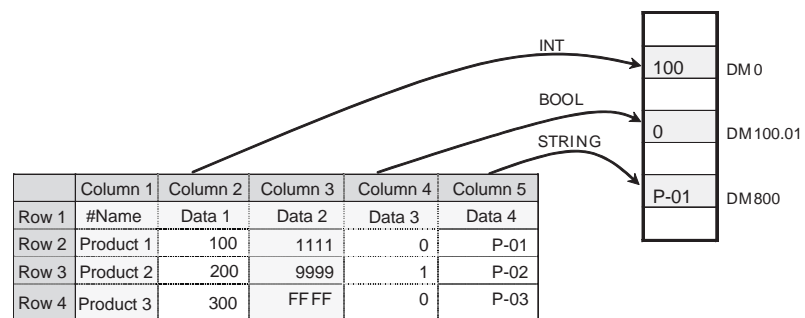 INT
100 DM0
BOOL
0 DM100.01
STRING
P-01 DM800
Column 1 Column 2 Column 3 Column 4 Column 5
Row 1 #Name Data 1 Data 2 Data 3 Data 4
Row 2 Product 1 100 1111 0 P-01
Row 3 Product 2 200 9999 1 P-02
Row 4 Product 3 300 FFFF 0 P-03